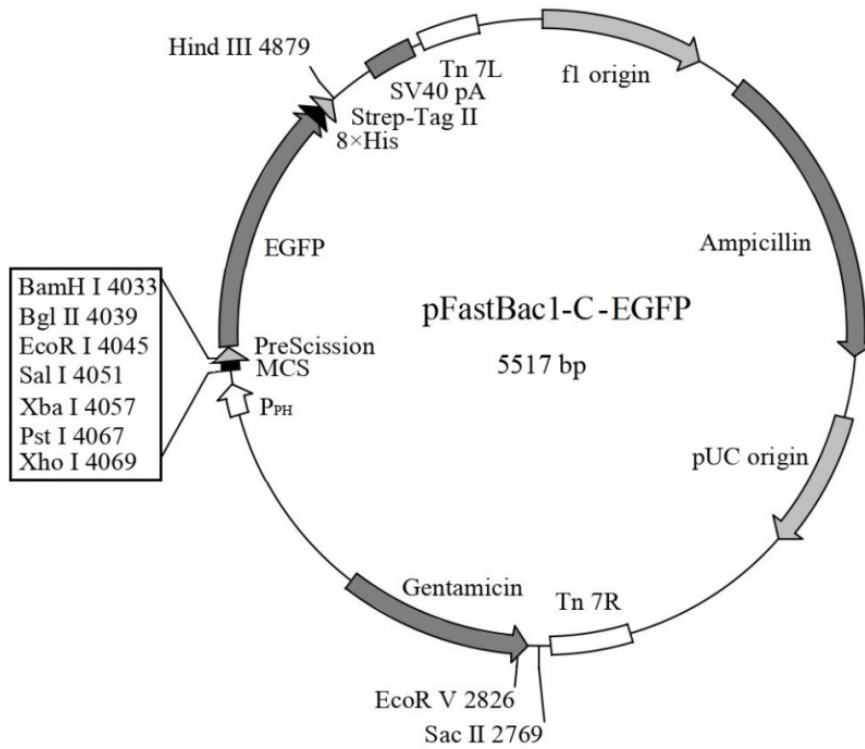 Hind III 4879
Tn 7L
SV40 pA
Strep-Tag II
8×His
f1 origin
EGFP
Ampicillin
BamH I 4033
Bgl II 4039
EcoR I 4045
Sal I 4051
Xba I 4057
Pst I 4067
Xho I 4069
PreScission
MCS
PPH
pFastBac1-C-EGFP
5517 bp
pUC origin
Gentamicin
Tn 7R
EcoR V 2826
Sac II 2769